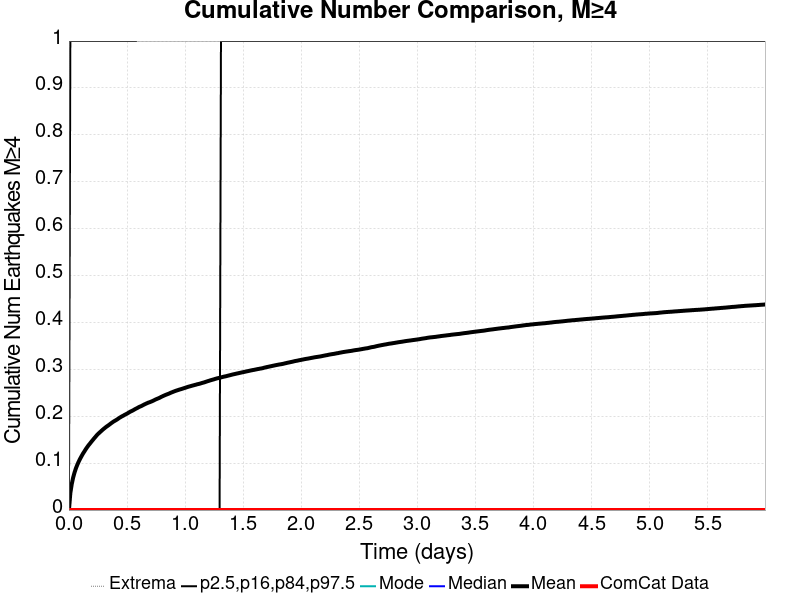 Cumulative Number Comparison, M≥4
Cumulative Num Earthquakes M≥4
1
0.9
0.8
0.7
0.6
0.5
0.4
0.3
0.2
0.1
0
0.0 0.5 1.0 1.5 2.0 2.5 3.0 3.5 4.0 4.5 5.0 5.5
Time (days)
Extrema p2.5,p16,p84,p97.5 Mode Median Mean ComCat Data